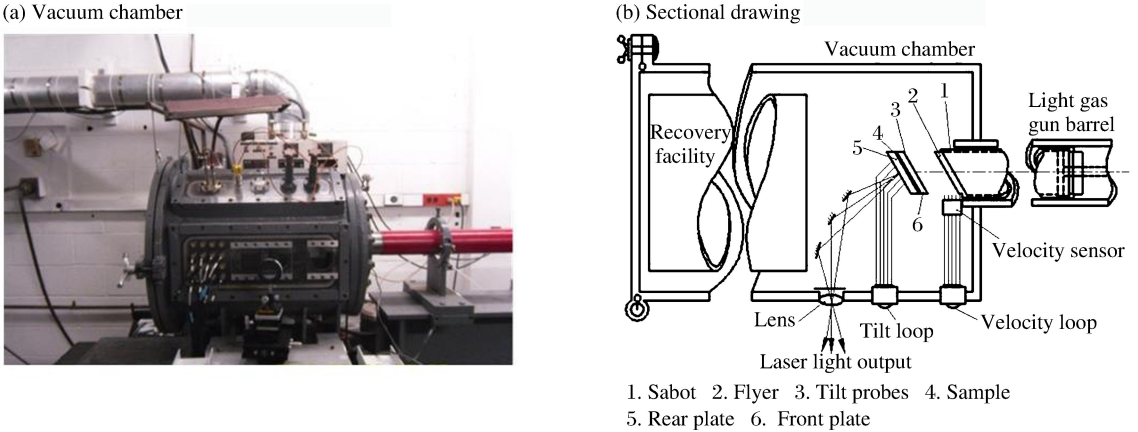 (a) Vacuum chamber
(b) Sectional drawing
Vacuum chamber
1
2
3
4
5
Light gas
gun barrel
Recovery
facility
6
Velocity sensor
Lens
Tilt loop
Velocity loop
Laser light output
1. Sabot 2. Flyer 3. Tilt probes 4. Sample
5. Rear plate 6. Front plate